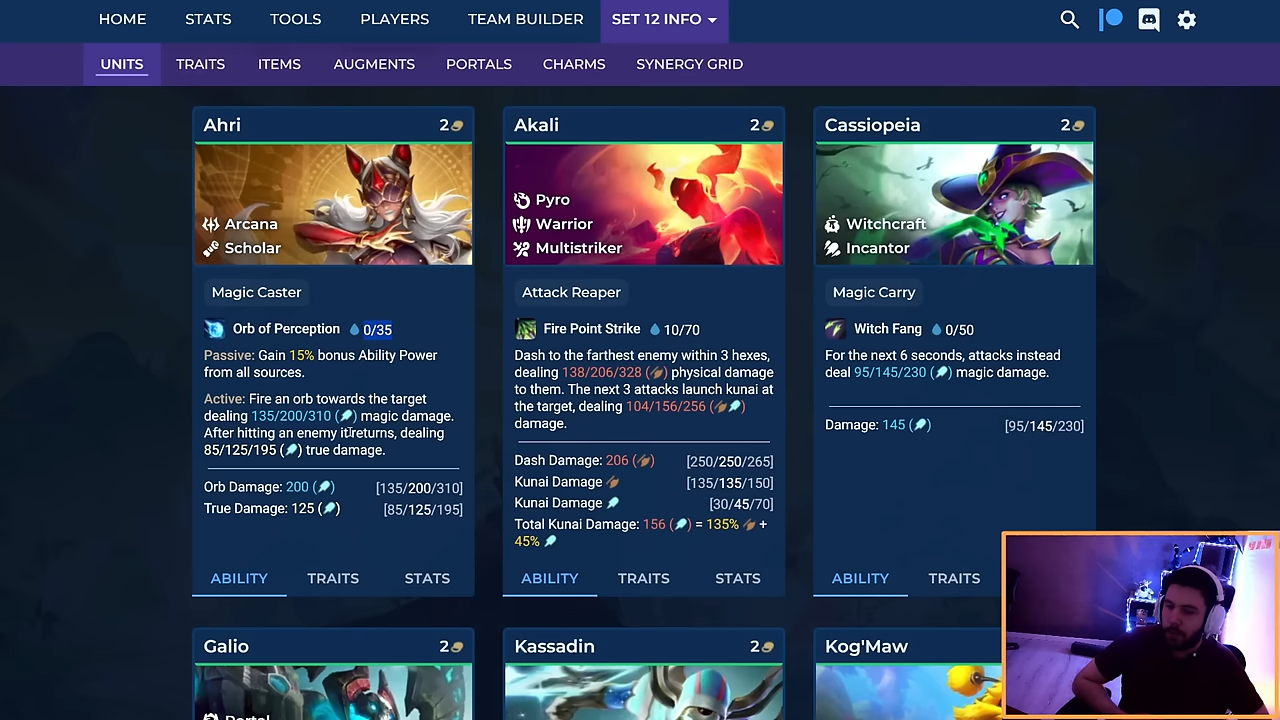 HOME STATS TOOLS PLAYERS TEAM BUILDER SET 12 INFO
UNITS TRAITS ITEMS AUGMENTS PORTALS CHARMS SYNERGY GRID
Ahri 2
Arcana
Scholar
Magic Caster
Orb of Perception 0/35
Passive: Gain 15% bonus Ability Power
from all sources.
Active: Fire an orb towards the target
dealing 135/200/310 ( ) magic damage.
After hitting an enemy it returns, dealing
85/125/195 ( ) true damage.
Orb Damage: 200 ( ) [135/200/310]
True Damage: 125 ( ) [85/125/195]
ABILITY TRAITS STATS
Akali 2
Pyro
Warrior
Multistriker
Attack Reaper
Fire Point Strike 10/70
Dash to the farthest enemy within 3 hexes,
dealing 138/206/328 ( ) physical damage
to them. The next 3 attacks launch kunai at
the target, dealing 104/156/256 ( )
damage.
Dash Damage: 206 ( ) [250/250/265]
Kunai Damage [135/135/150]
Kunai Damage [30/45/70]
Total Kunai Damage: 156 ( ) = 135% +
45%
ABILITY TRAITS STATS
Cassiopeia 2
Witchcraft
Incantor
Magic Carry
Witch Fang 0/50
For the next 6 seconds, attacks instead
deal 95/145/230 ( ) magic damage.
Damage: 145 ( ) [95/145/230]
ABILITY TRAITS
Galio 2
Portal
Kassadin 2
Kog'Maw